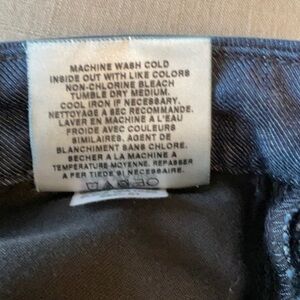 MACHINE WASH COLD
INSIDE OUT WITH LIKE COLORS
NON-CHLORINE BLEACH
TUMBLE DRY MEDIUM.
COOL IRON IF NECESSARY.
NETTOYAGE A SEC RECOMMANDE.
LAVER EN MACHINE A L'EAU
FROIDE AVEC COULEURS
SIMILAIRES. AGENT DE
BLANCHIMENT SANS CHLORE.
SECHER A LA MACHINE A
TEMPERATURE MOYENNE. REPASSER
A FER TIEDE SI NECESSAIRE.